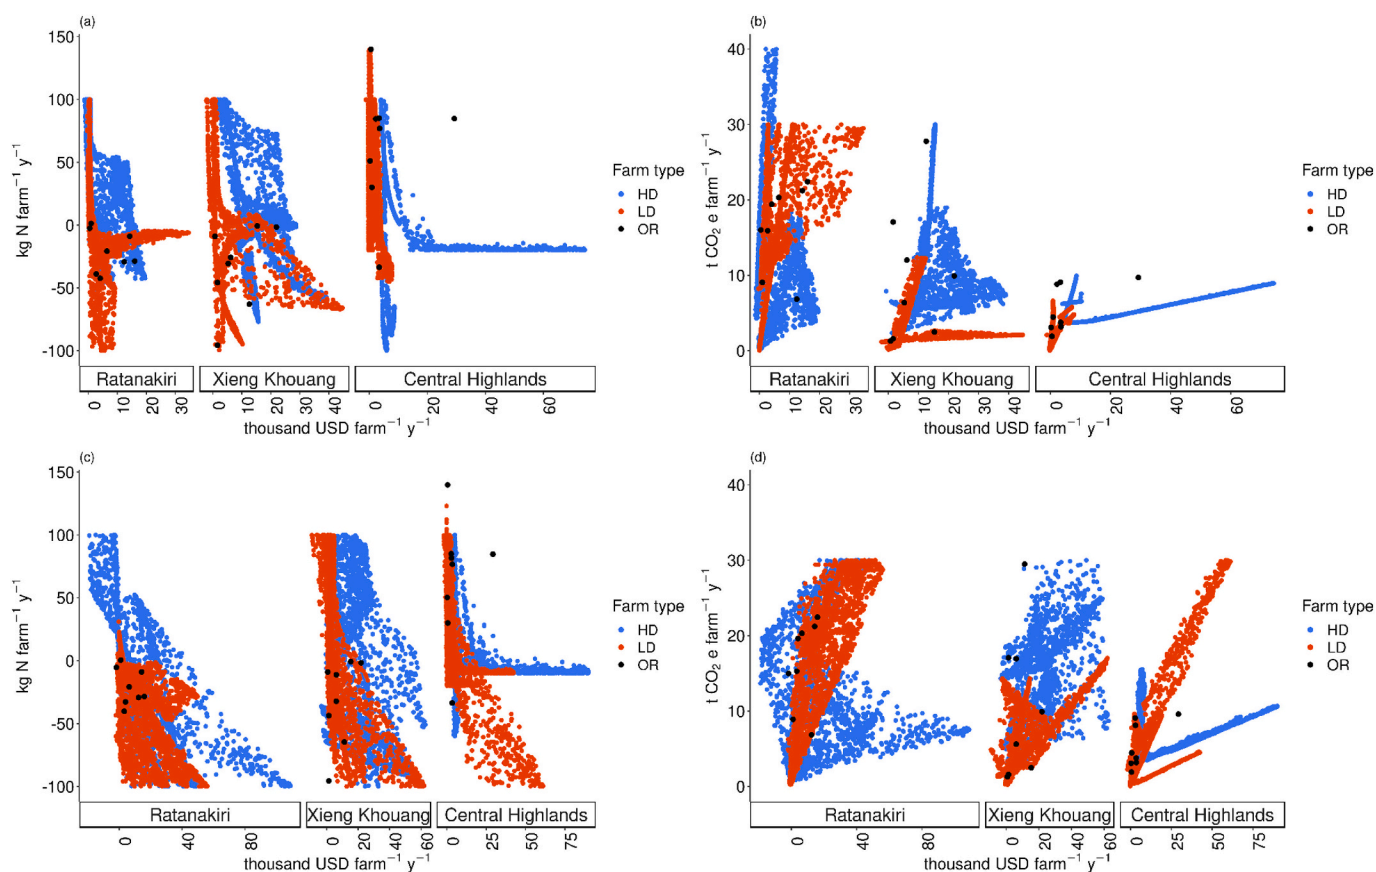 (a)
150
100
50
0
-50
-100
kg N farm⁻¹ y⁻¹
Ratanakiri
Xieng Khouang
Central Highlands
0 10 20 30
0 10 20 30 40
0 20 40 60
thousand USD farm⁻¹ y⁻¹
Farm type
HD
LD
OR
(b)
40
30
20
10
0
t CO₂ e farm⁻¹ y⁻¹
Ratanakiri
Xieng Khouang
Central Highlands
0 10 20 30
0 10 20 30 40
0 20 40 60
thousand USD farm⁻¹ y⁻¹
Farm type
HD
LD
OR
(c)
150
100
50
0
-50
-100
kg N farm⁻¹ y⁻¹
Ratanakiri
Xieng Khouang
Central Highlands
0 40 80
0 20 40 60
0 25 50 75
thousand USD farm⁻¹ y⁻¹
Farm type
HD
LD
OR
(d)
40
30
20
10
0
t CO₂ e farm⁻¹ y⁻¹
Ratanakiri
Xieng Khouang
Central Highlands
0 40 80
0 20 40 60
0 25 50 75
thousand USD farm⁻¹ y⁻¹
Farm type
HD
LD
OR